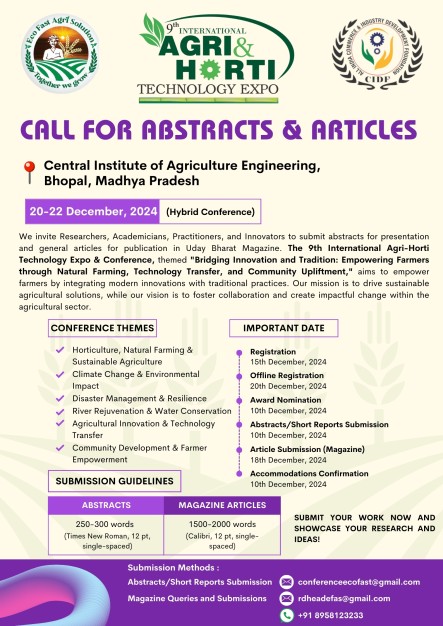 Eco Fast Agri Solution
Together we grow
9th INTERNATIONAL
AGRI &
HORTI
TECHNOLOGY EXPO
ALL INDIA COMMERCE & INDUSTRY DEVELOPMENT FOUNDATION
CIDF
CALL FOR ABSTRACTS & ARTICLES
Central Institute of Agriculture Engineering,
Bhopal, Madhya Pradesh
20-22 December, 2024 (Hybrid Conference)
We invite Researchers, Academicians, Practitioners, and Innovators to submit abstracts for presentation
and general articles for publication in Uday Bharat Magazine. The 9th International Agri-Horti
Technology Expo & Conference, themed "Bridging Innovation and Tradition: Empowering Farmers
through Natural Farming, Technology Transfer, and Community Upliftment," aims to empower
farmers by integrating modern innovations with traditional practices. Our mission is to drive sustainable
agricultural solutions, while our vision is to foster collaboration and create impactful change within the
agricultural sector.
CONFERENCE THEMES
Horticulture, Natural Farming &
Sustainable Agriculture
Climate Change & Environmental
Impact
Disaster Management & Resilience
River Rejuvenation & Water Conservation
Agricultural Innovation & Technology
Transfer
Community Development & Farmer
Empowerment
IMPORTANT DATE
Registration
15th December, 2024
Offline Registration
20th December, 2024
Award Nomination
10th December, 2024
Abstracts/Short Reports Submission
10th December, 2024
Article Submission (Magazine)
18th December, 2024
Accommodations Confirmation
10th December, 2024
SUBMISSION GUIDELINES
ABSTRACTS
250-300 words
(Times New Roman, 12 pt,
single-spaced)
MAGAZINE ARTICLES
1500-2000 words
(Calibri, 12 pt, single-
spaced)
SUBMIT YOUR WORK NOW AND
SHOWCASE YOUR RESEARCH AND
IDEAS!
Submission Methods :
Abstracts/Short Reports Submission conferenceecofast@gmail.com
Magazine Queries and Submissions rdheadefas@gmail.com
+91 8958123233